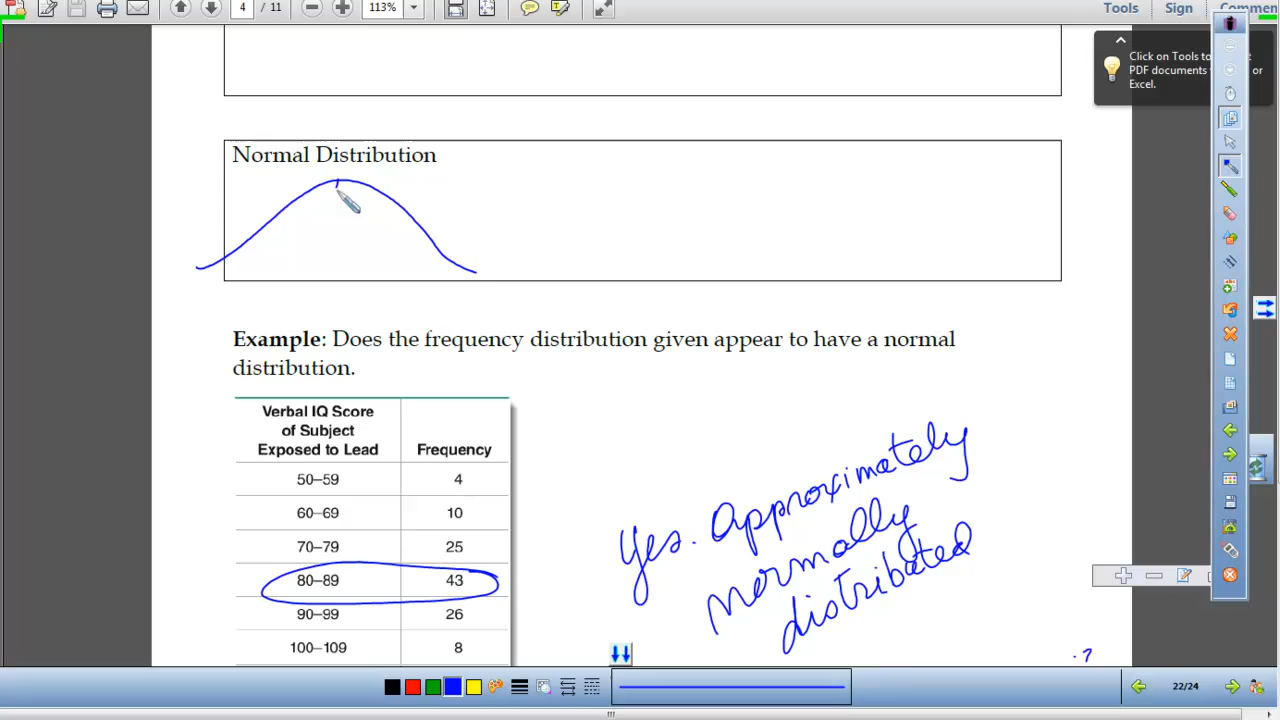 4 / 11
113%
Tools
Sign
Commen
Click on Tools to
PDF documents
or
Excel.
Normal Distribution
Example: Does the frequency distribution given appear to have a normal
distribution.
Verbal IQ Score
of Subject
Exposed to Lead
Frequency
50–59 4
60–69 10
70–79 25
80–89 43
90–99 26
100–109 8
Yes. Approximately
normally
distributed
22/24